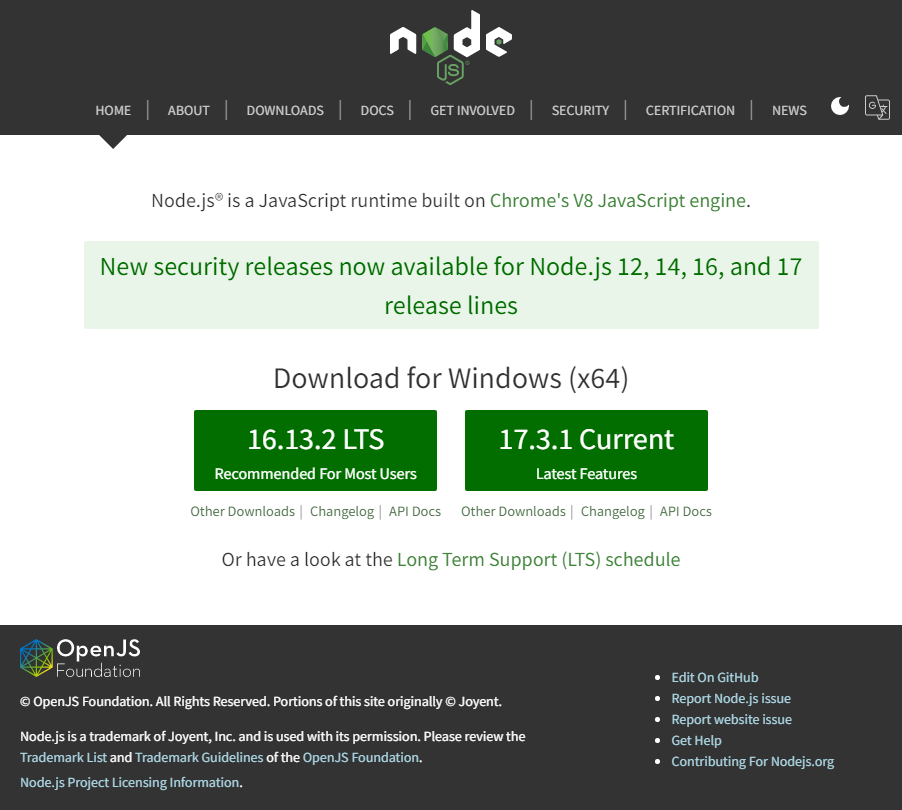 node
JS
HOME | ABOUT | DOWNLOADS | DOCS | GET INVOLVED | SECURITY | CERTIFICATION | NEWS
Node.js® is a JavaScript runtime built on Chrome's V8 JavaScript engine.
New security releases now available for Node.js 12, 14, 16, and 17
release lines
Download for Windows (x64)
16.13.2 LTS
Recommended For Most Users
17.3.1 Current
Latest Features
Other Downloads | Changelog | API Docs
Other Downloads | Changelog | API Docs
Or have a look at the Long Term Support (LTS) schedule
OpenJS
Foundation
© OpenJS Foundation. All Rights Reserved. Portions of this site originally © Joyent.
Node.js is a trademark of Joyent, Inc. and is used with its permission. Please review the
Trademark List and Trademark Guidelines of the OpenJS Foundation.
Node.js Project Licensing Information.
Edit On GitHub
Report Node.js issue
Report website issue
Get Help
Contributing For Nodejs.org